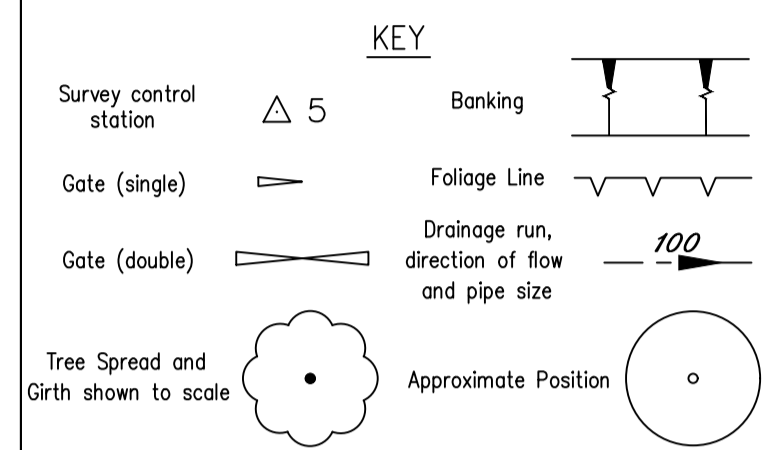 KEY
Survey control
station
5
Banking
Gate (single)
Foliage Line
Gate (double)
Drainage run,
direction of flow
and pipe size
100
Tree Spread and
Girth shown to scale
Approximate Position